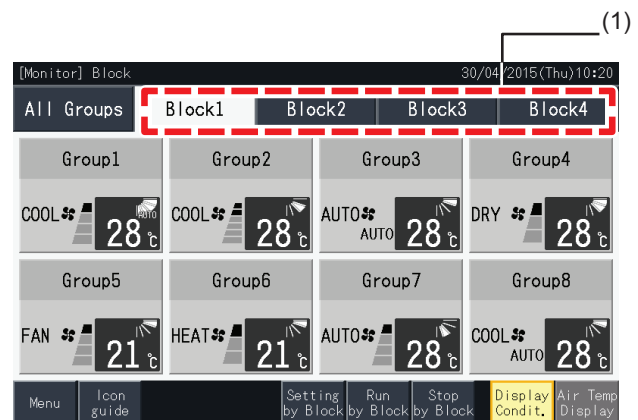 (1)
[Monitor] Block 30/04/2015(Thu)10:20
All Groups Block1 Block2 Block3 Block4
Group1 Group2 Group3 Group4
COOL AUTO 28℃ COOL 28℃ AUTO AUTO 28℃ DRY 28℃
Group5 Group6 Group7 Group8
FAN 21℃ HEAT 21℃ AUTO 28℃ COOL AUTO 28℃
Menu Icon guide Setting by Block Run by Block Stop by Block Display Condit. Air Temp Display